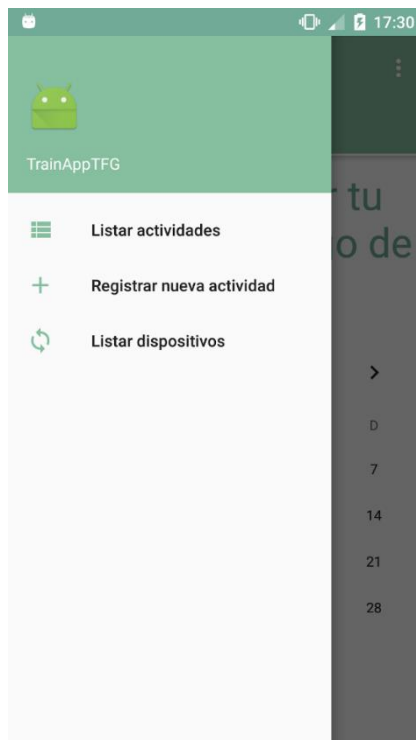 17:30
TrainAppTFG
tu
o de
Listar actividades
Registrar nueva actividad
Listar dispositivos
D
7
14
21
28